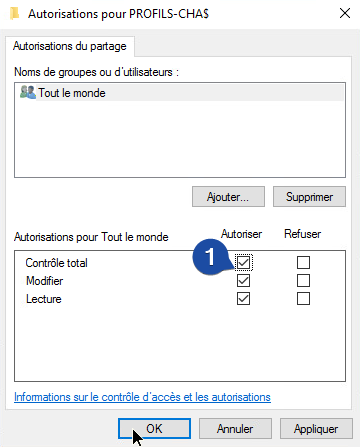 Autorisations pour PROFILS-CHA$
Autorisations du partage
Noms de groupes ou d'utilisateurs :
Tout le monde
Ajouter... Supprimer
Autorisations pour Tout le monde Autoriser Refuser
1
Contrôle total
Modifier
Lecture
Informations sur le contrôle d'accès et les autorisations
OK Annuler Appliquer